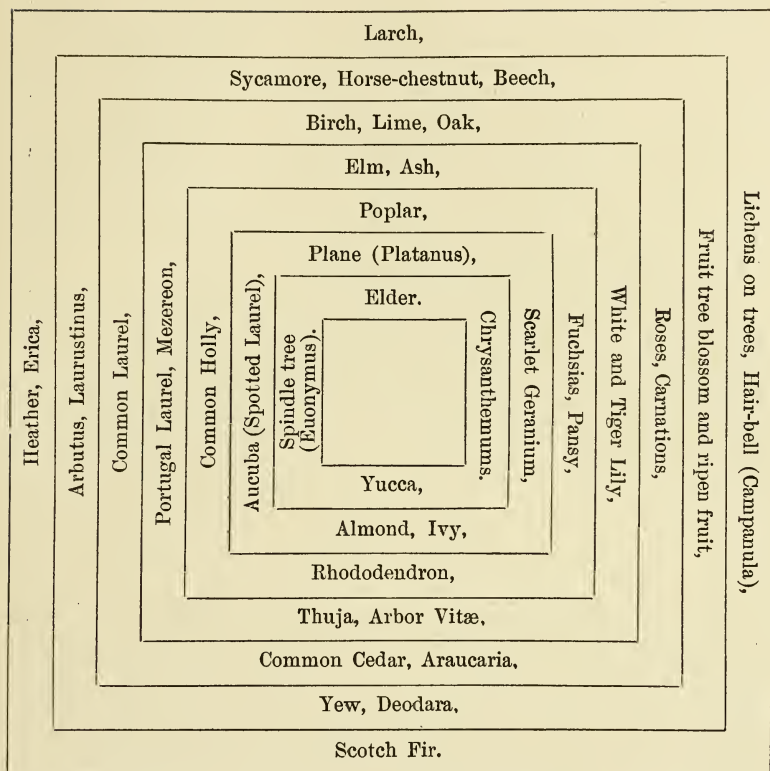 Larch,
Sycamore, Horse-chestnut, Beech,
Birch, Lime, Oak,
Elm, Ash,
Poplar,
Plane (Platanus),
Elder.
Heather, Erica,
Arbutus, Laurustinus,
Common Laurel,
Portugal Laurel, Mezereon,
Common Holly,
Aucuba (Spotted Laurel),
Spindle tree
(Euonymus).
Chrysanthemums.
Scarlet Geranium,
Fuchsias, Pansy,
White and Tiger Lily,
Roses, Carnations,
Fruit tree blossom and ripen fruit,
Lichens on trees, Hair-bell (Campanula),
Yucca,
Almond, Ivy,
Rhododendron,
Thuja, Arbor Vitæ,
Common Cedar, Araucaria,
Yew, Deodara,
Scotch Fir.